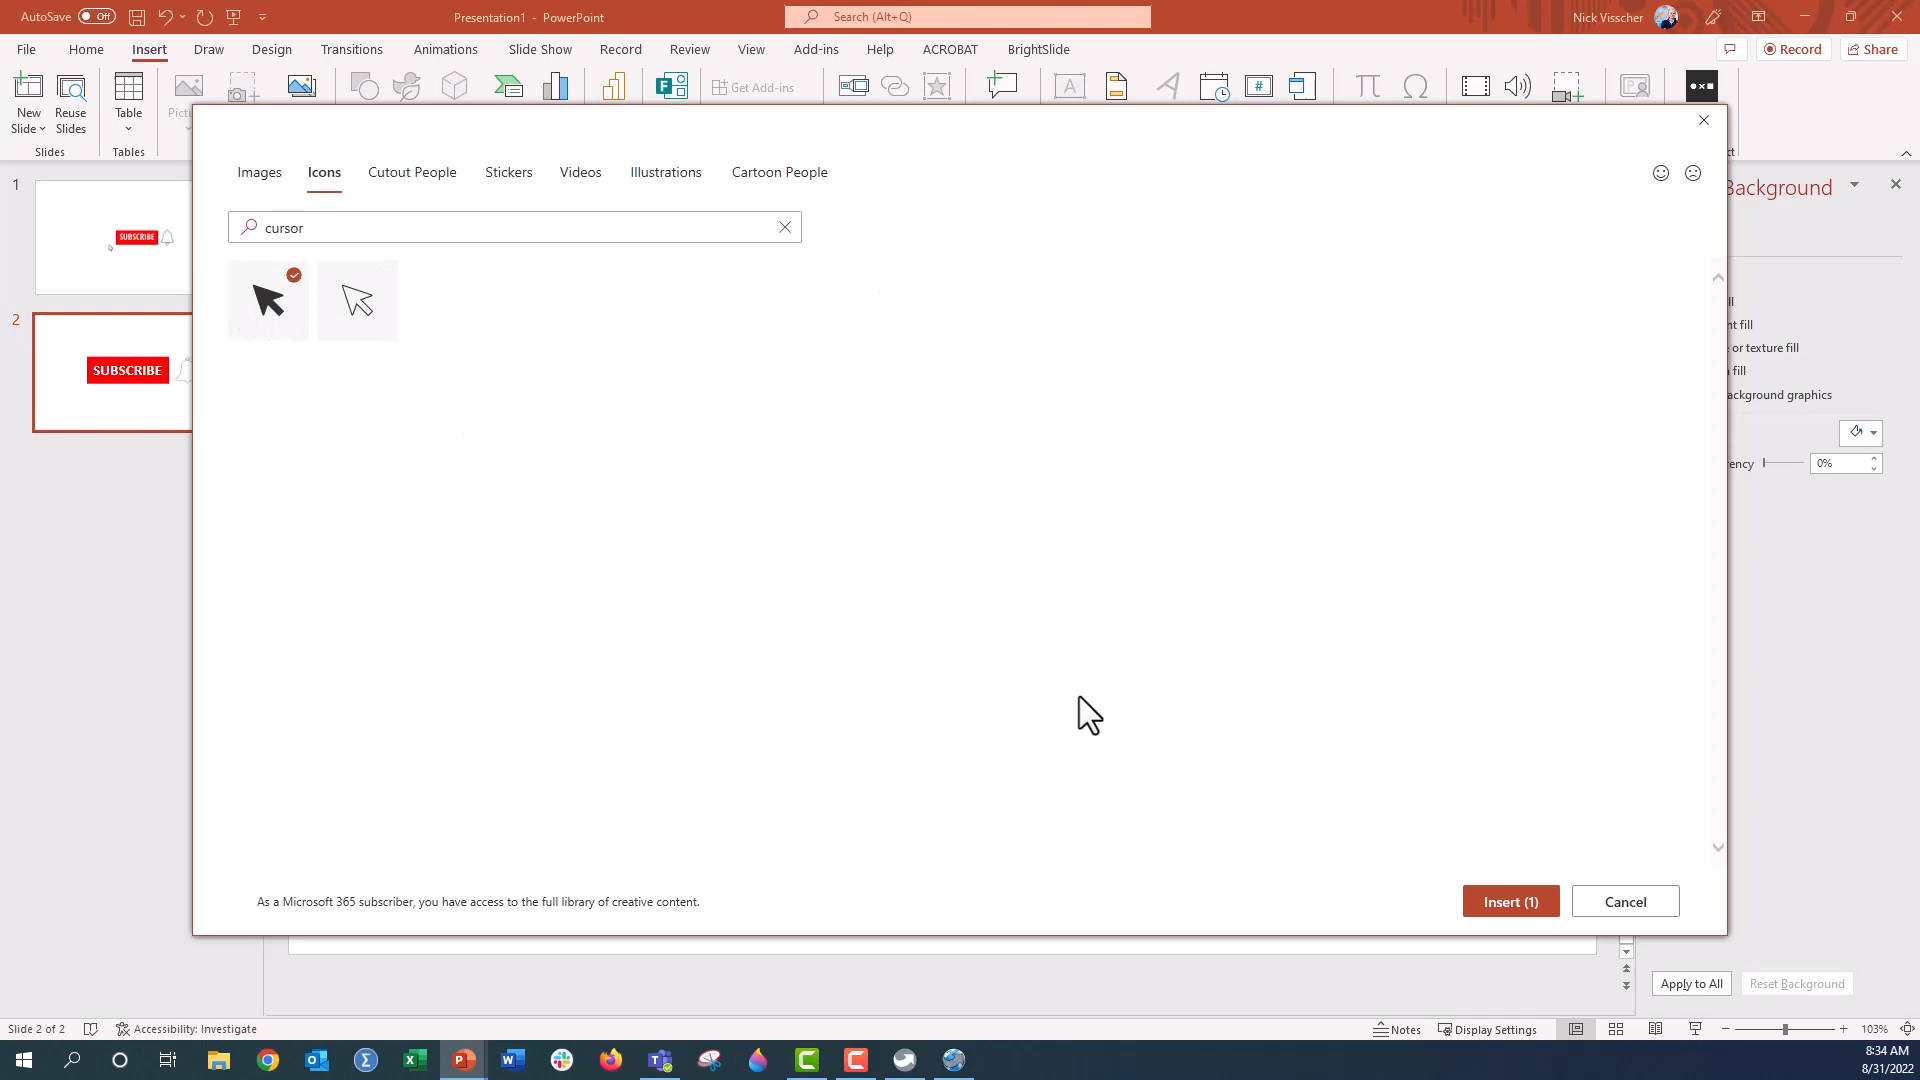 AutoSave Off
Presentation1 - PowerPoint
Search (Alt+Q)
Nick Visscher
File Home Insert Draw Design Transitions Animations Slide Show Record Review View Add-ins Help ACROBAT BrightSlide
Record
Share
New Slide
Reuse Slides
Table
Pictu
Get Add-ins
Slides
Tables
ct
Images Icons Cutout People Stickers Videos Illustrations Cartoon People
cursor
1
SUBSCRIBE
2
SUBSCRIBE
Background
ll
nt fill
e or texture fill
n fill
ackground graphics
rency 0%
As a Microsoft 365 subscriber, you have access to the full library of creative content.
Insert (1)
Cancel
Apply to All
Reset Background
Slide 2 of 2
Accessibility: Investigate
Notes
Display Settings
103%
8:34 AM
8/31/2022